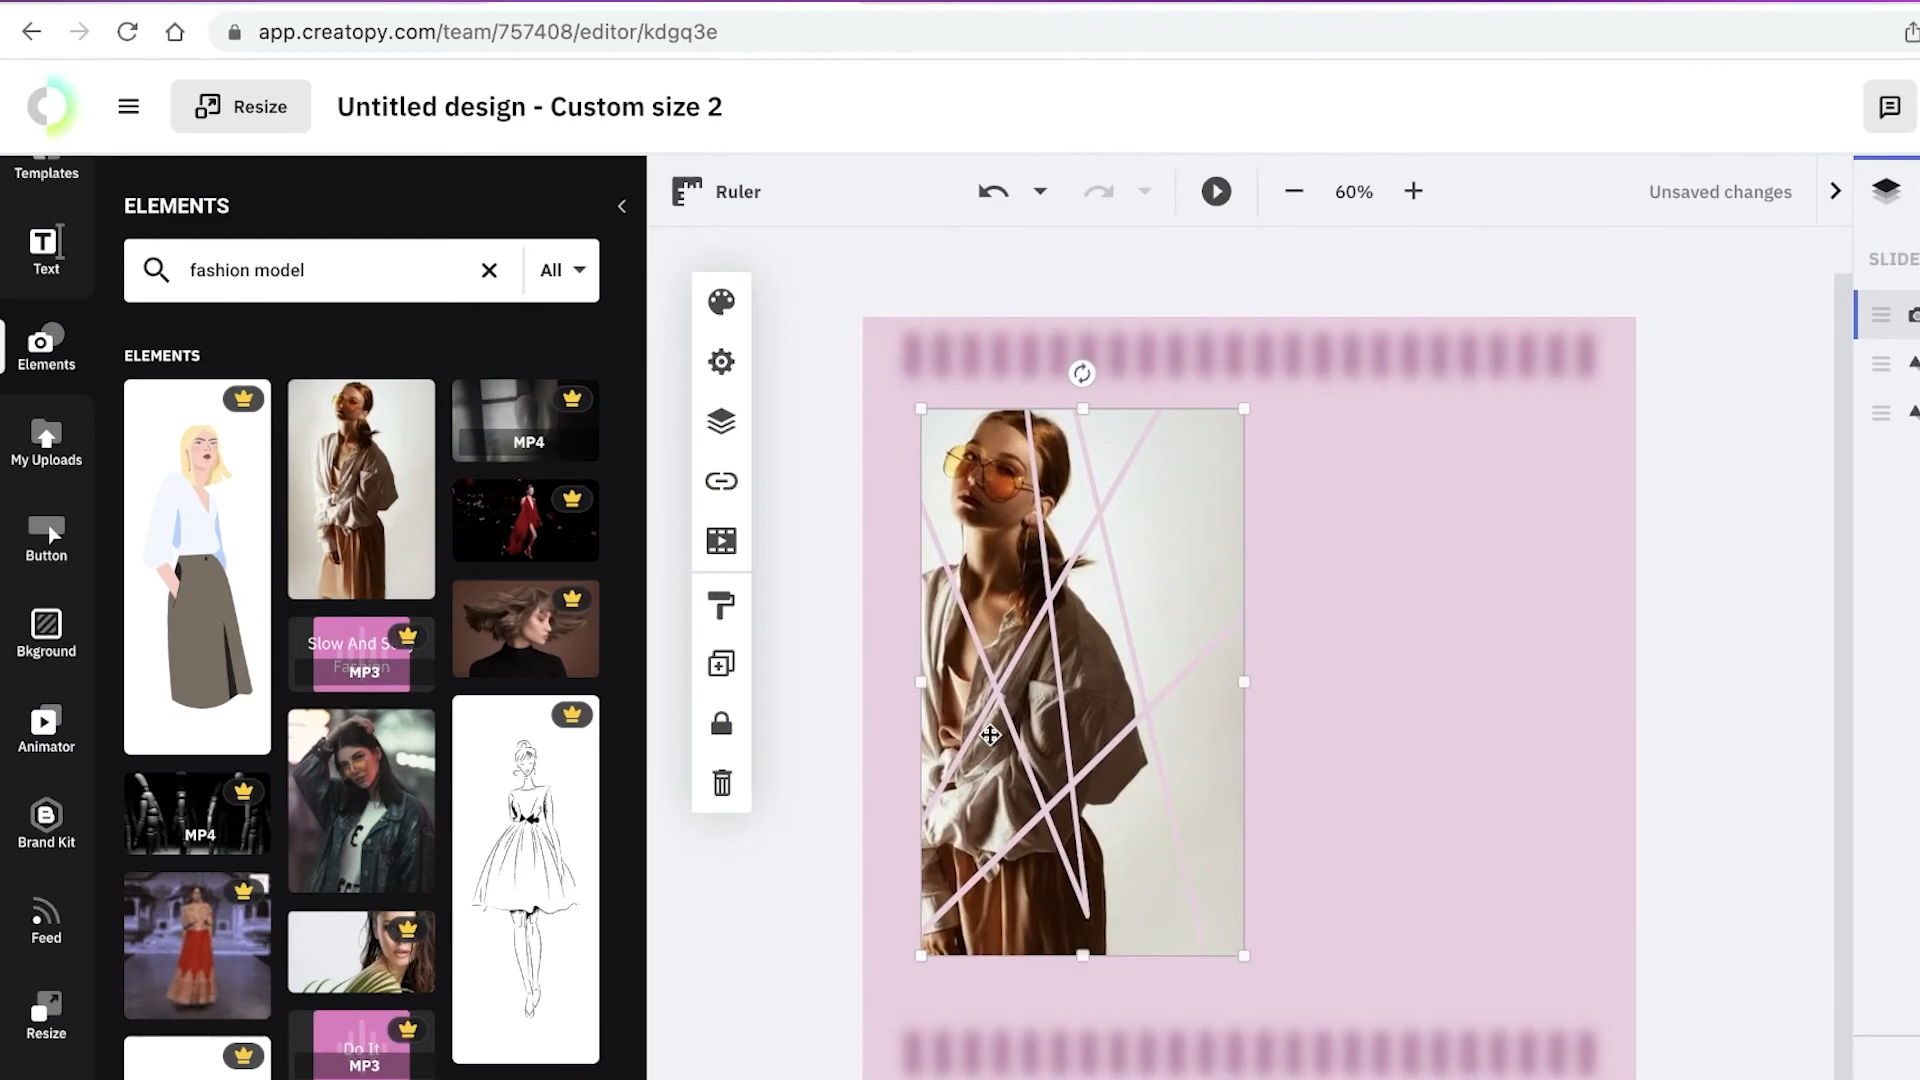 app.creatopy.com/team/757408/editor/kdgq3e
Resize
Untitled design - Custom size 2
Templates
Text
Elements
My Uploads
Button
Bkground
Animator
Brand Kit
Feed
Resize
ELEMENTS
fashion model
All
ELEMENTS
MP4
Slow And S
Fashion
MP3
MP4
Do It
MP3
Ruler
60%
Unsaved changes
SLIDE